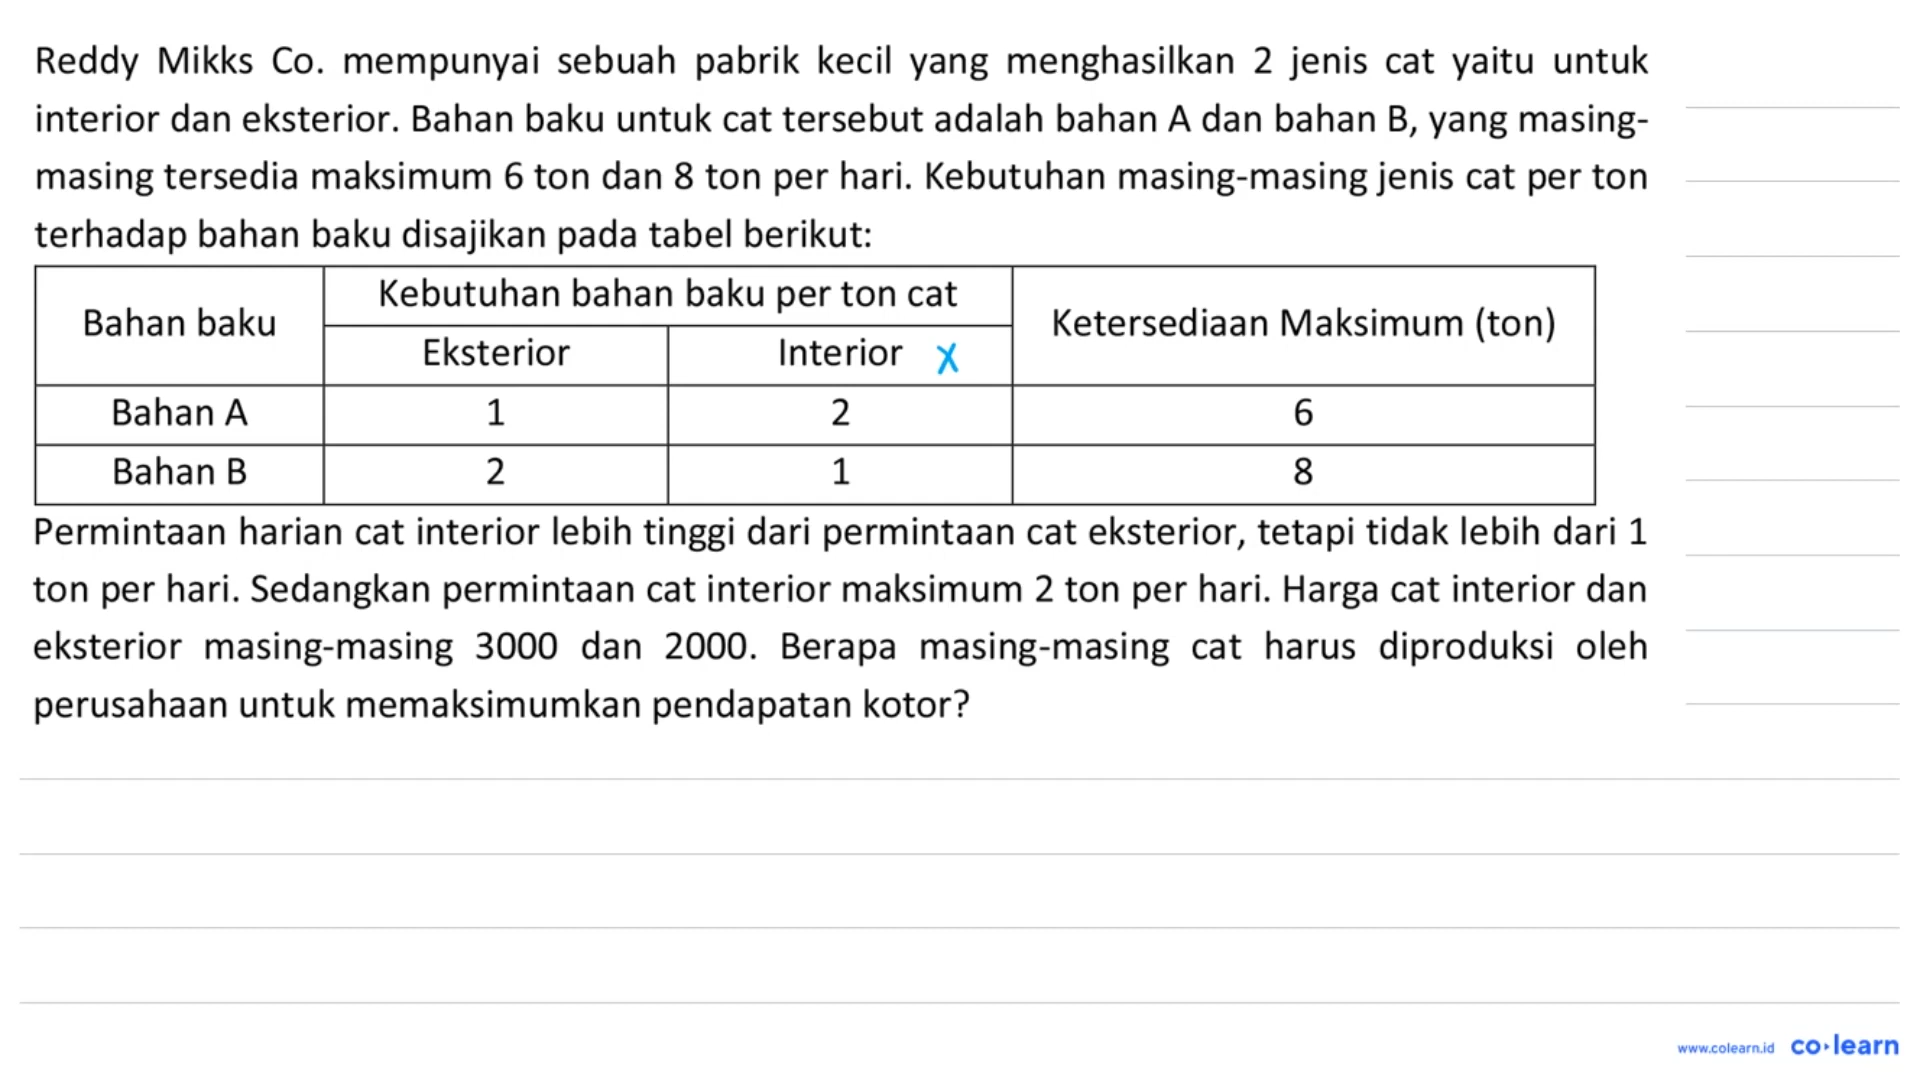 Reddy Mikks Co. mempunyai sebuah pabrik kecil yang menghasilkan 2 jenis cat yaitu untuk
interior dan eksterior. Bahan baku untuk cat tersebut adalah bahan A dan bahan B, yang masing-
masing tersedia maksimum 6 ton dan 8 ton per hari. Kebutuhan masing-masing jenis cat per ton
terhadap bahan baku disajikan pada tabel berikut:
Bahan baku Kebutuhan bahan baku per ton cat Ketersediaan Maksimum (ton)
Eksterior Interior X
Bahan A 1 2 6
Bahan B 2 1 8
Permintaan harian cat interior lebih tinggi dari permintaan cat eksterior, tetapi tidak lebih dari 1
ton per hari. Sedangkan permintaan cat interior maksimum 2 ton per hari. Harga cat interior dan
eksterior masing-masing 3000 dan 2000. Berapa masing-masing cat harus diproduksi oleh
perusahaan untuk memaksimumkan pendapatan kotor?
www.colearn.id co learn